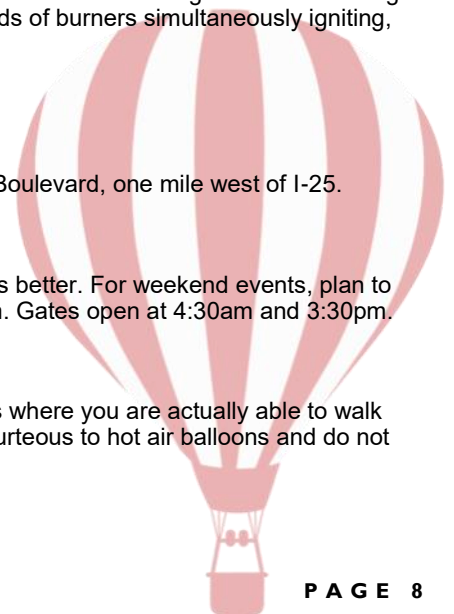 ds of burners simultaneously igniting,
Boulevard, one mile west of I-25.
s better. For weekend events, plan to
. Gates open at 4:30am and 3:30pm.
s where you are actually able to walk
urteous to hot air balloons and do not
PAGE 8